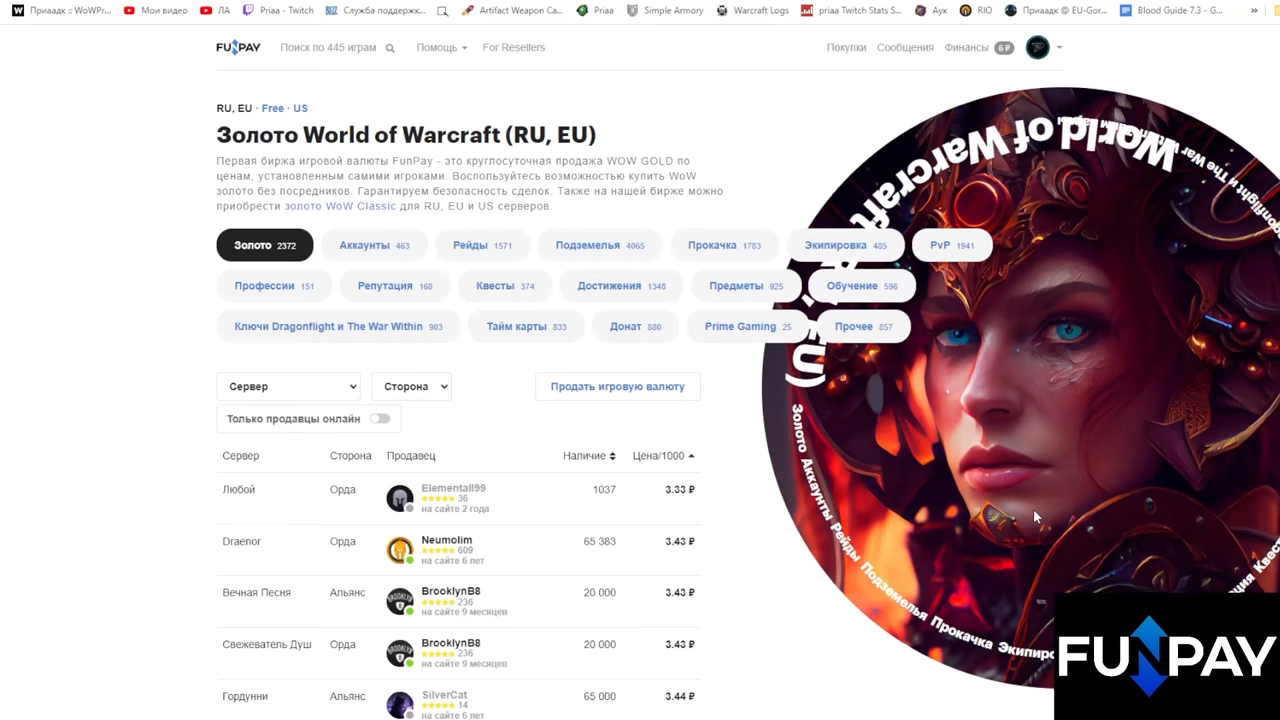 Приаадк :: WoWPr...
Мои видео
ЛА
Priaa - Twitch
Служба поддержк...
Artifact Weapon Ca...
Priaa
Simple Armory
Warcraft Logs
priaa Twitch Stats S...
Аук
RIO
Приаадк @ EU-Gor...
Blood Guide 7.3 - G...
»
FUNPAY
Поиск по 445 играм
Помощь
For Resellers
Покупки
Сообщения
Финансы 6 ₽
RU, EU · Free · US
Золото World of Warcraft (RU, EU)
Первая биржа игровой валюты FunPay - это круглосуточная продажа WOW GOLD по
ценам, установленным самими игроками. Воспользуйтесь возможностью купить WoW
золото без посредников. Гарантируем безопасность сделок. Также на нашей бирже можно
приобрести золото WoW Classic для RU, EU и US серверов.
Золото 2372
Аккаунты 463
Рейды 1571
Подземелья 4065
Прокачка 1783
Экипировка 485
PvP 1941
Профессии 151
Репутация 168
Квесты 374
Достижения 1348
Предметы 925
Обучение 596
Ключи Dragonflight и The War Within 903
Тайм карты 833
Донат 880
Prime Gaming 25
Прочее 857
Сервер
Сторона
Продать игровую валюту
Только продавцы онлайн
Сервер Сторона Продавец Наличие Цена/1000
Любой Орда Elementall99 1037 3.33 ₽
36
на сайте 2 года
Draenor Орда Neumolim 65 383 3.43 ₽
609
на сайте 6 лет
Вечная Песня Альянс BrooklynB8 20 000 3.43 ₽
236
на сайте 9 месяцев
Свежеватель Душ Орда BrooklynB8 20 000 3.43 ₽
236
на сайте 9 месяцев
Гордунни Альянс SilverCat 65 000 3.44 ₽
14
на сайте 6 лет
World of Warcraft
EU)
Золото Аккаунты Рейды Подземелья Прокачка Экипиро
FUNPAY